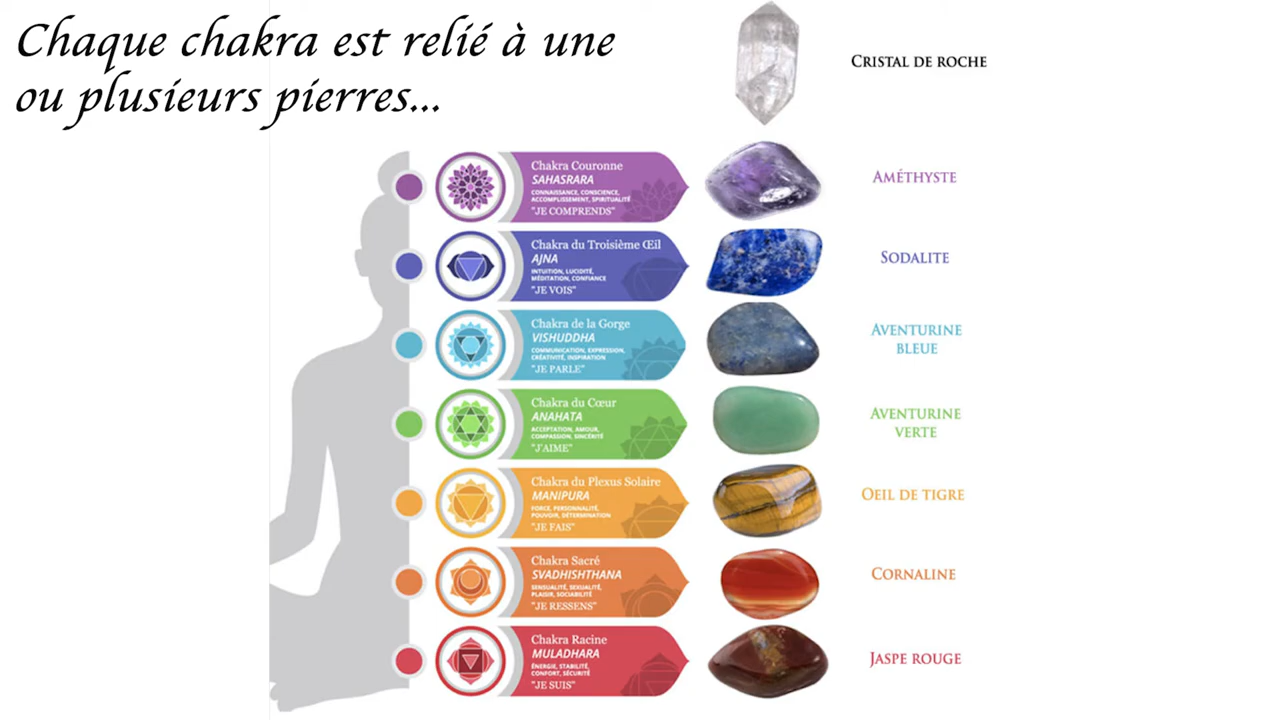 Chaque chakra est relié à une
ou plusieurs pierres...
CRISTAL DE ROCHE
Chakra Couronne
SAHASRARA
CONNAISSANCE, CONSCIENCE,
ACCOMPLISSEMENT, SPIRITUALITÉ
"JE COMPRENDS"
AMÉTHYSTE
Chakra du Troisième Œil
AJNA
INTUITION, LUCIDITÉ,
MÉDITATION, CONFIANCE
"JE VOIS"
SODALITE
Chakra de la Gorge
VISHUDDHA
COMMUNICATION, EXPRESSION,
CRÉATIVITÉ, INSPIRATION
"JE PARLE"
AVENTURINE
BLEUE
Chakra du Cœur
ANAHATA
ACCEPTATION, AMOUR,
COMPASSION, SINCÉRITÉ
"J'AIME"
AVENTURINE
VERTE
Chakra du Plexus Solaire
MANIPURA
FORCE, PERSONNALITÉ,
POUVOIR, DÉTERMINATION
"JE FAIS"
OEIL DE TIGRE
Chakra Sacré
SVADHISHTHANA
SENSUALITÉ, SEXUALITÉ,
PLAISIR, SOCIABILITÉ
"JE RESSENS"
CORNALINE
Chakra Racine
MULADHARA
ÉNERGIE, STABILITÉ,
CONFORT, SÉCURITÉ
"JE SUIS"
JASPE ROUGE